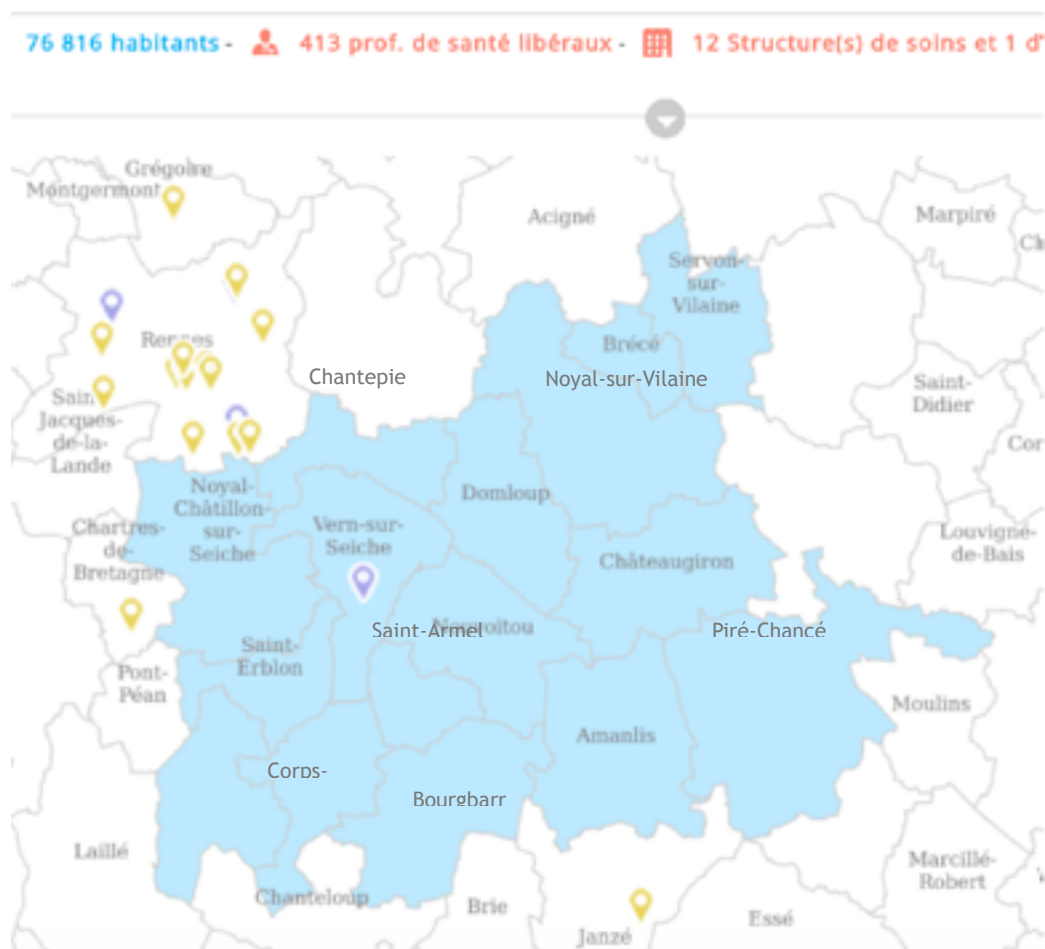 76 816 habitants - 413 prof. de santé libéraux - 12 Structure(s) de soins et 1 d'
Grégoire
Montgermont
Acigné
Marpiré
Servon-
sur-
Vilaine
Rennes
Brécé
Chantepie
Noyal-sur-Vilaine
Saint-
Didier
Jacques-
de-la-
Lande
Cor
Noyal-
Châtillon-
sur-
Seiche
Domloup
Vern-sur-
Seiche
Chartres-
de-
Bretagne
Louvigné-
de-Bais
Châteaugiron
Saint-Armel
Piré-Chancé
Saint-
Erblon
Pont-
Péan
Moulins
Amanlis
Corps-
Bourgbarr
Laillé
Marcillé-
Robert
Chanteloup
Brie
Essé
Janzé